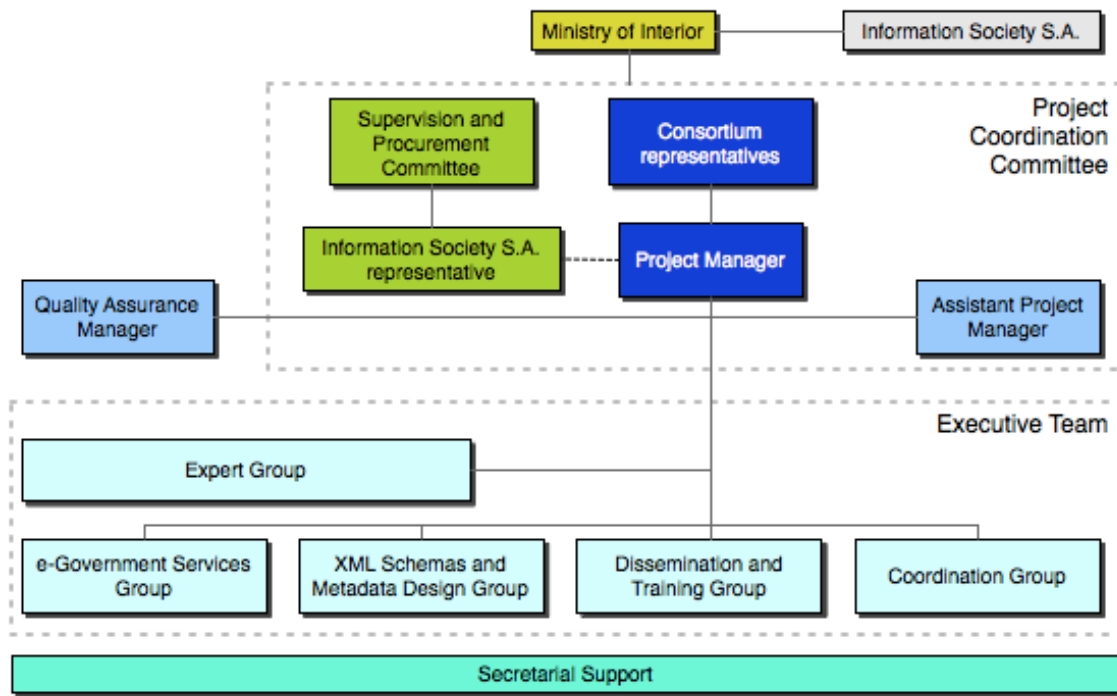 Ministry of Interior
Information Society S.A.
Project
Coordination
Committee
Supervision and
Procurement
Committee
Consortium
representatives
Information Society S.A.
representative
Project Manager
Quality Assurance
Manager
Assistant Project
Manager
Executive Team
Expert Group
e-Government Services
Group
XML Schemas and
Metadata Design Group
Dissemination and
Training Group
Coordination Group
Secretarial Support